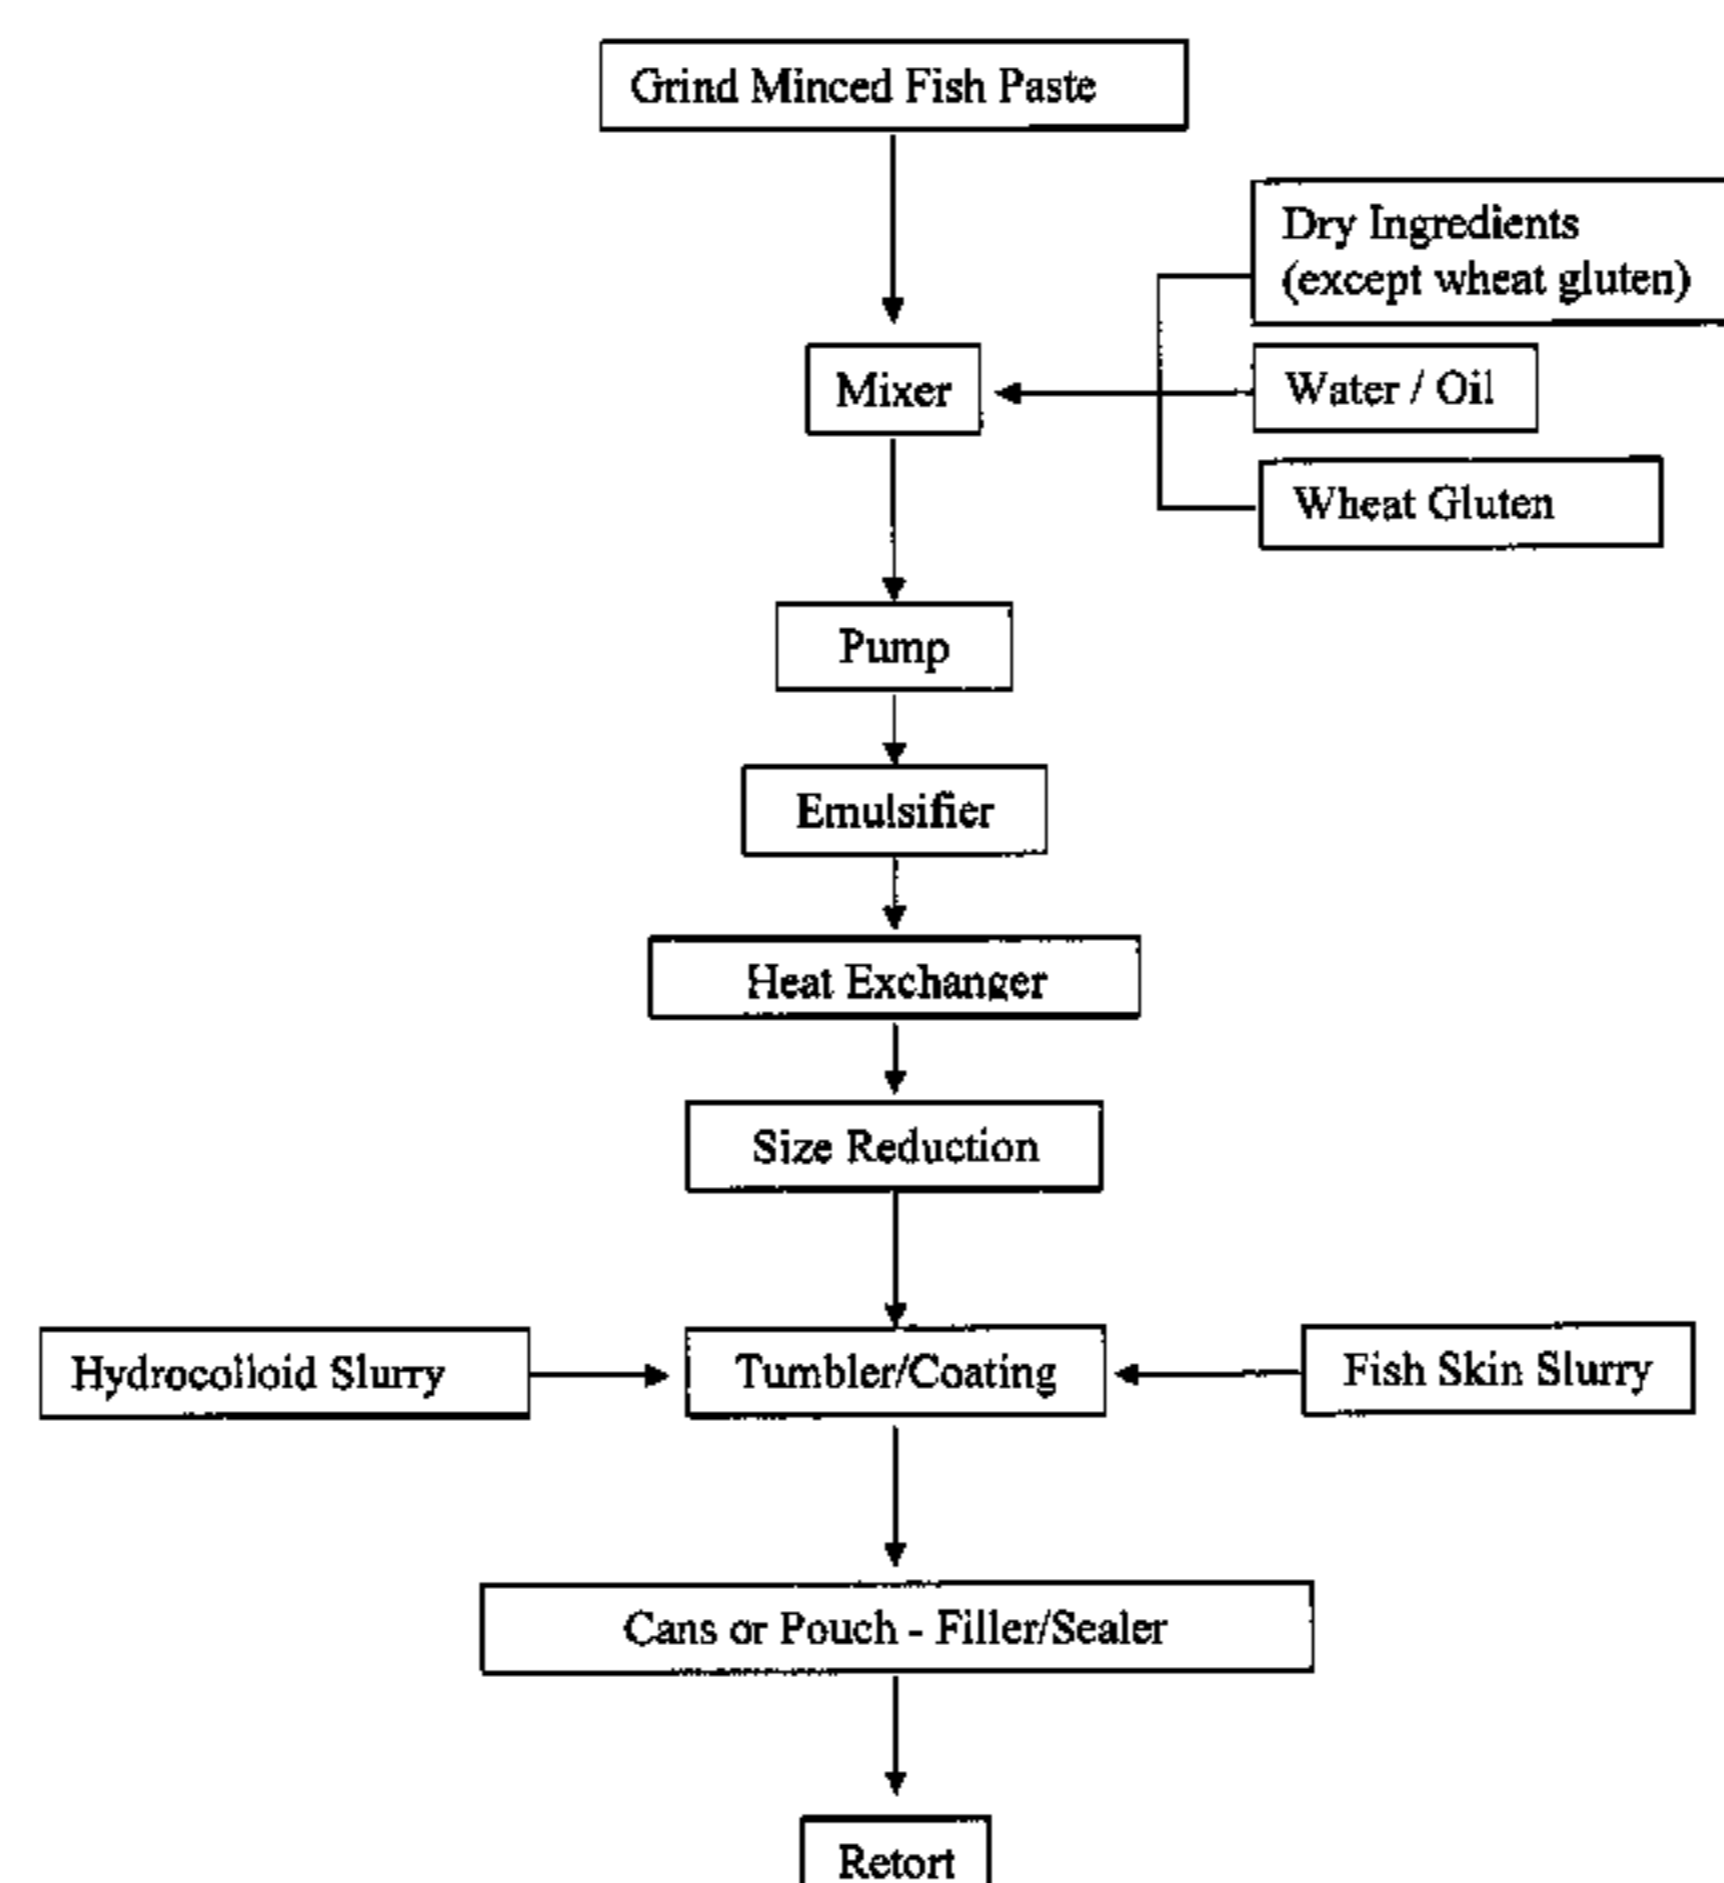 Grind Minced Fish Paste
Dry Ingredients
(except wheat gluten)
Mixer
Water / Oil
Wheat Gluten
Pump
Emulsifier
Heat Exchanger
Size Reduction
Hydrocolloid Slurry
Tumbler/Coating
Fish Skin Slurry
Cans or Pouch - Filler/Sealer
Retort